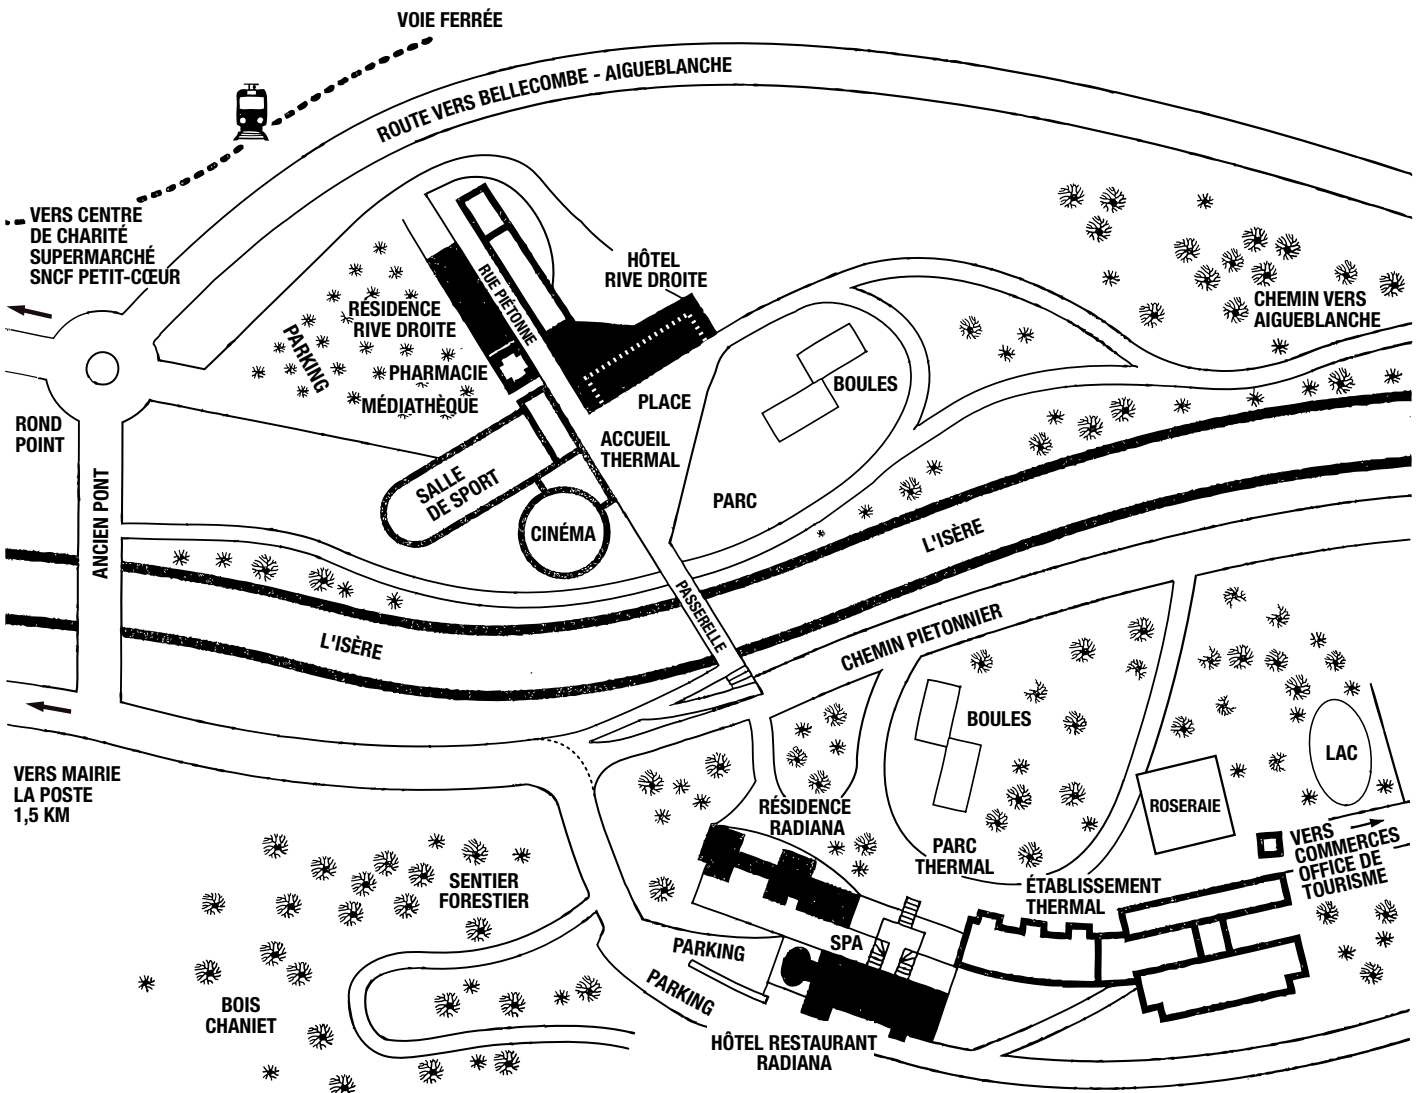 VOIE FERRÉE
ROUTE VERS BELLECOMBE - AIGUEBLANCHE
VERS CENTRE
DE CHARITÉ
SUPERMARCHÉ
SNCF PETIT-CŒUR
HÔTEL
RIVE DROITE
RUE PIÉTONNE
RÉSIDENCE
RIVE DROITE
PARKING
PHARMACIE
MÉDIATHÈQUE
CHEMIN VERS
AIGUEBLANCHE
BOULES
PLACE
ROND
POINT
ACCUEIL
THERMAL
SALLE
DE SPORT
PARC
ANCIEN PONT
CINÉMA
L'ISÈRE
PASSERELLE
L'ISÈRE
CHEMIN PIETONNIER
BOULES
LAC
VERS MAIRIE
LA POSTE
1,5 KM
RÉSIDENCE
RADIANA
ROSERAIE
PARC
THERMAL
VERS
COMMERCES
OFFICE DE
TOURISME
SENTIER
FORESTIER
ÉTABLISSEMENT
THERMAL
SPA
PARKING
PARKING
BOIS
CHANIET
HÔTEL RESTAURANT
RADIANA